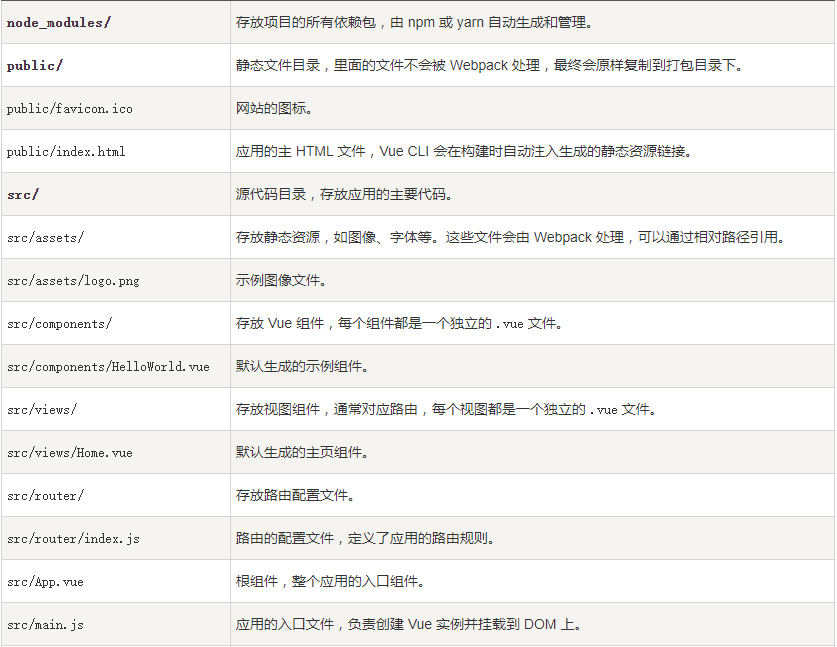 node_modules/ 存放项目的所有依赖包，由 npm 或 yarn 自动生成和管理。
public/ 静态文件目录，里面的文件不会被 Webpack 处理，最终会原样复制到打包目录下。
public/favicon.ico 网站的图标。
public/index.html 应用的主 HTML 文件，Vue CLI 会在构建时自动注入生成的静态资源链接。
src/ 源代码目录，存放应用的主要代码。
src/assets/ 存放静态资源，如图像、字体等。这些文件会由 Webpack 处理，可以通过相对路径引用。
src/assets/logo.png 示例图像文件。
src/components/ 存放 Vue 组件，每个组件都是一个独立的 .vue 文件。
src/components/HelloWorld.vue 默认生成的示例组件。
src/views/ 存放视图组件，通常对应路由，每个视图都是一个独立的 .vue 文件。
src/views/Home.vue 默认生成的主页组件。
src/router/ 存放路由配置文件。
src/router/index.js 路由的配置文件，定义了应用的路由规则。
src/App.vue 根组件，整个应用的入口组件。
src/main.js 应用的入口文件，负责创建 Vue 实例并挂载到 DOM 上。